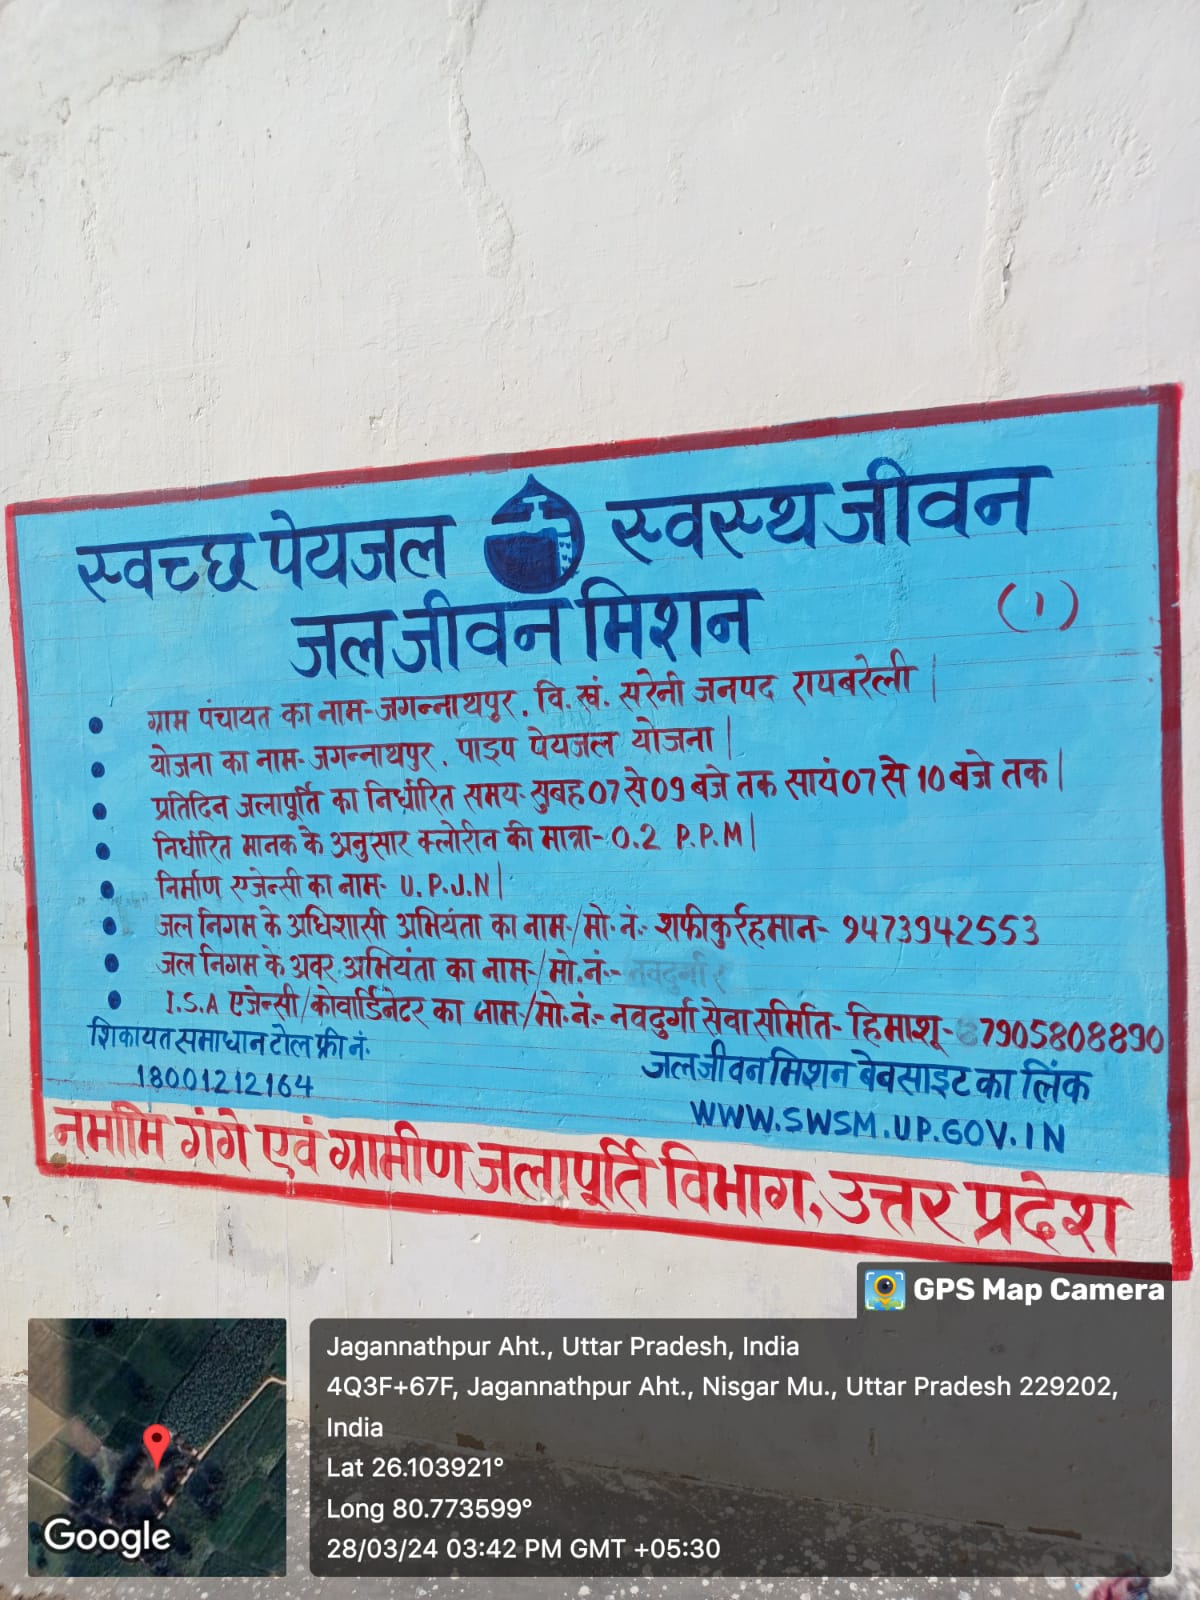 स्वच्छ पेयजल स्वस्थ जीवन
जल जीवन मिशन
(1)
ग्राम पंचायत का नाम-जगन्नाथपुर. वि. खं. सरेनी जनपद रायबरेली |
योजना का नाम- जगन्नाथपुर. पाइप पेयजल योजना |
प्रतिदिन जलापूर्ति का निर्धारित समय- सुबह 07 से 09 बजे तक सायं 07 से 10 बजे तक |
निर्धारित मानक के अनुसार क्लोरीन की मात्रा- 0.2 P.P.M |
निर्माण एजेन्सी का नाम- U.P.J.N |
जल निगम के अधिशासी अभियंता का नाम-/मो.नं.- शफीकुर्रहमान- 9473942553
जल निगम के अवर अभियंता का नाम-/मो.नं.-
I.S.A एजेन्सी/कोवार्डिनेटर का नाम-/मो.नं.- नवदुर्गा सेवा समिति- हिमाशू- 7905808890
शिकायत समाधान टोल फ्री नं.
18001212164
जल जीवन मिशन बेवसाइट का लिंक
WWW.SWSM.UP.GOV.IN
नमामि गंगे एवं ग्रामीण जलापूर्ति विभाग, उत्तर प्रदेश
GPS Map Camera
Jagannathpur Aht., Uttar Pradesh, India
4Q3F+67F, Jagannathpur Aht., Nisgar Mu., Uttar Pradesh 229202,
India
Lat 26.103921°
Long 80.773599°
28/03/24 03:42 PM GMT +05:30
Google